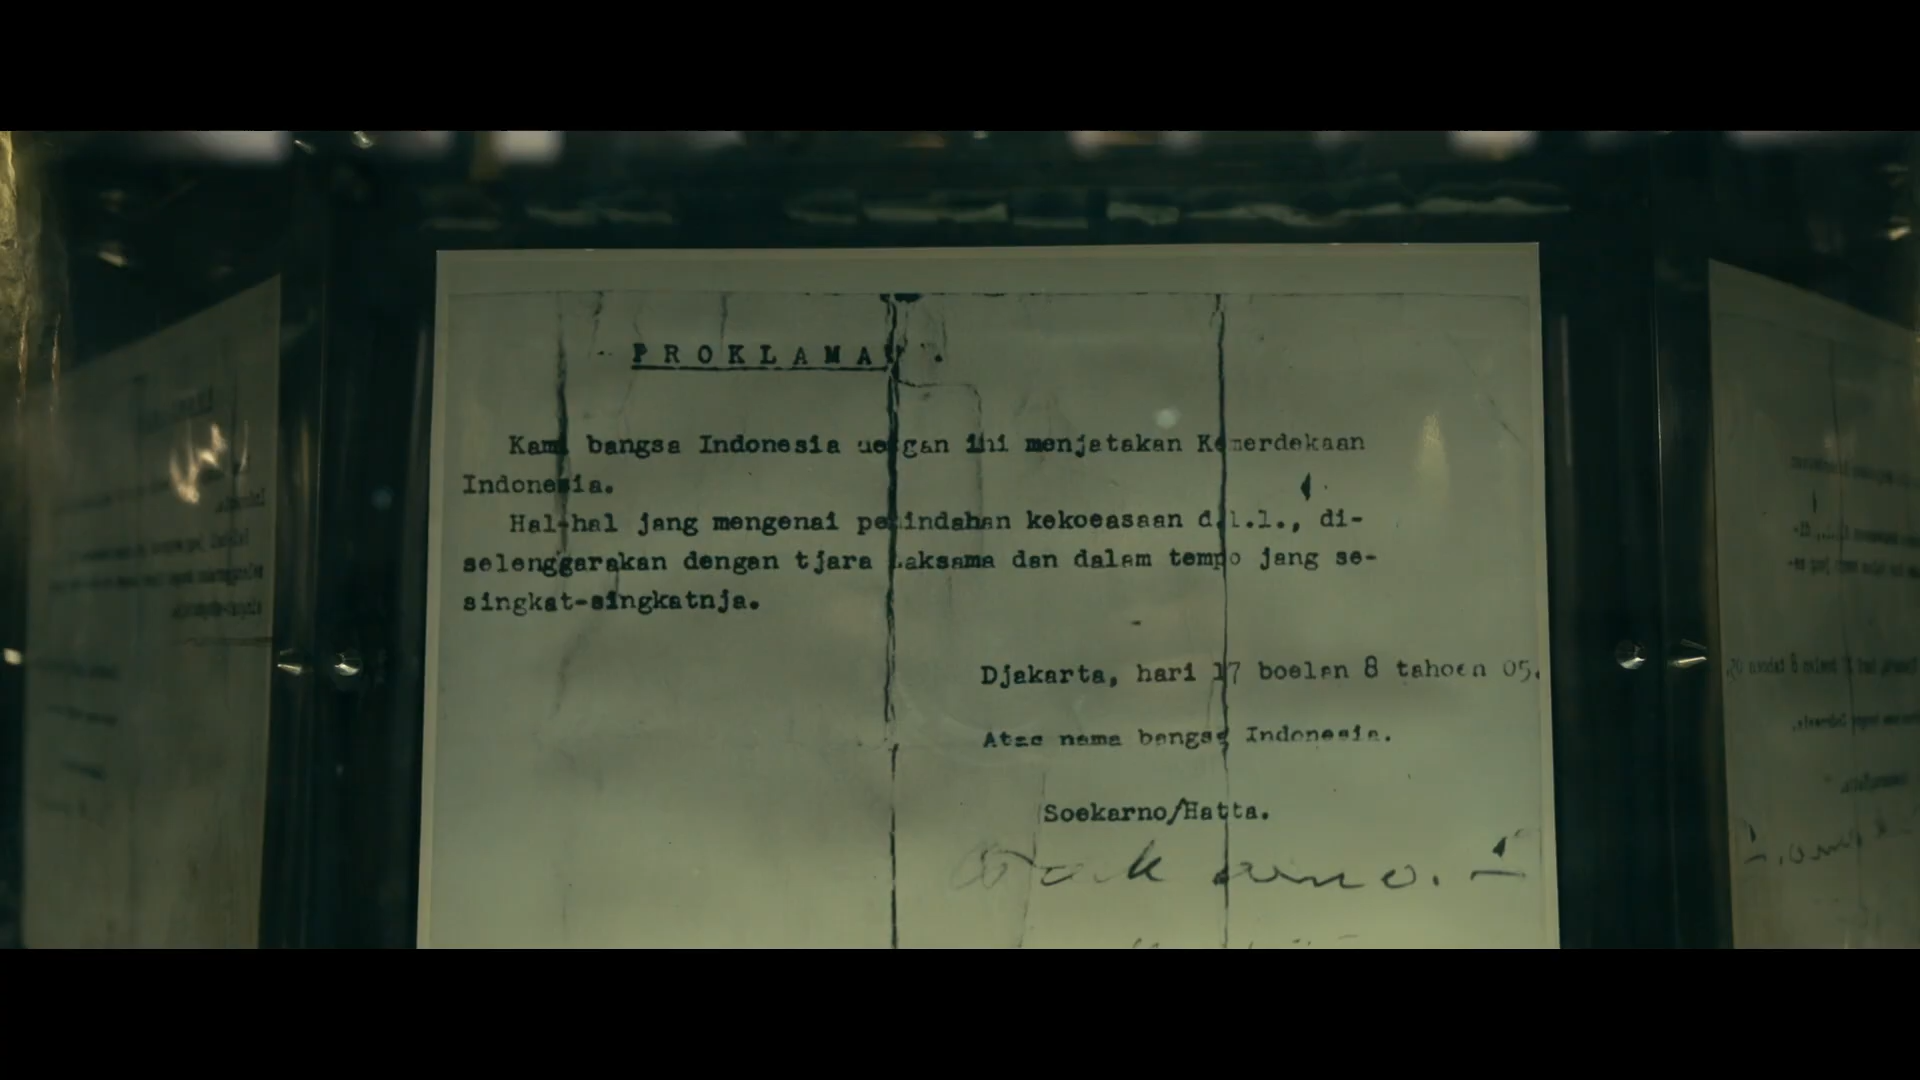 PROKLAMA
Kami bangsa Indonesia dengan ini menjatakan Kemerdekaan
Indonesia.
Hal-hal jang mengenai pemindahan kekoeasaan d.l.l., di-
selenggarakan dengan tjara saksama dan dalam tempo jang se-
singkat-singkatnja.
Djakarta, hari 17 boelan 8 tahoen 05.
Atas nama bangsa Indonesia.
Soekarno/Hatta.
Soekarno.